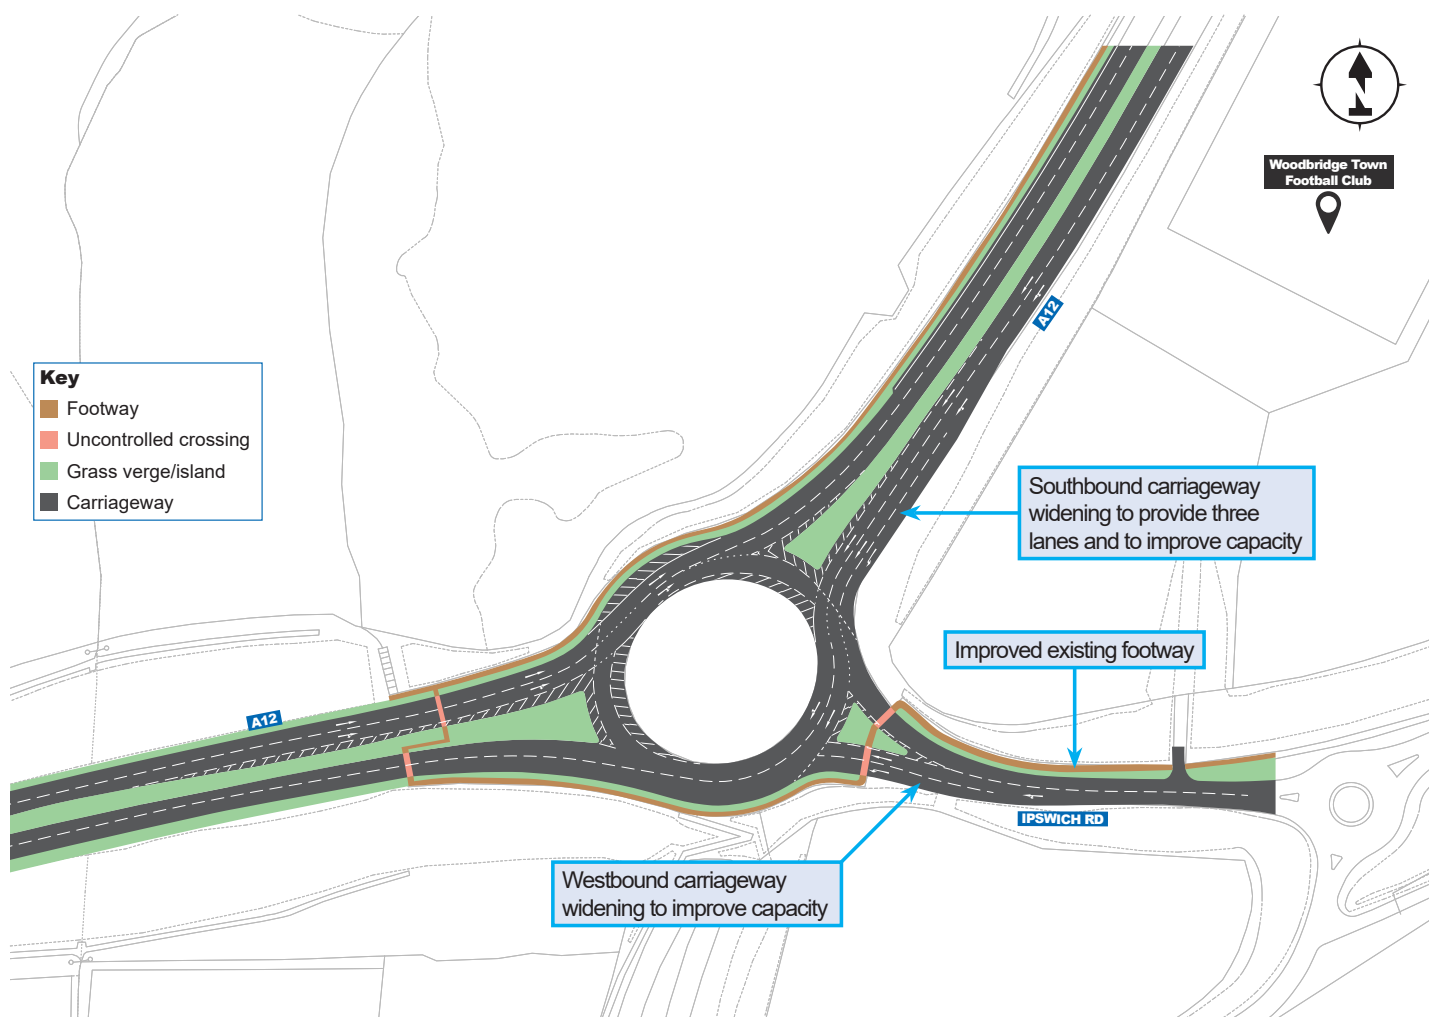 Woodbridge Town
Football Club
A12
Key
Footway
Uncontrolled crossing
Grass verge/island
Carriageway
Southbound carriageway
widening to provide three
lanes and to improve capacity
Improved existing footway
A12
IPSWICH RD
Westbound carriageway
widening to improve capacity